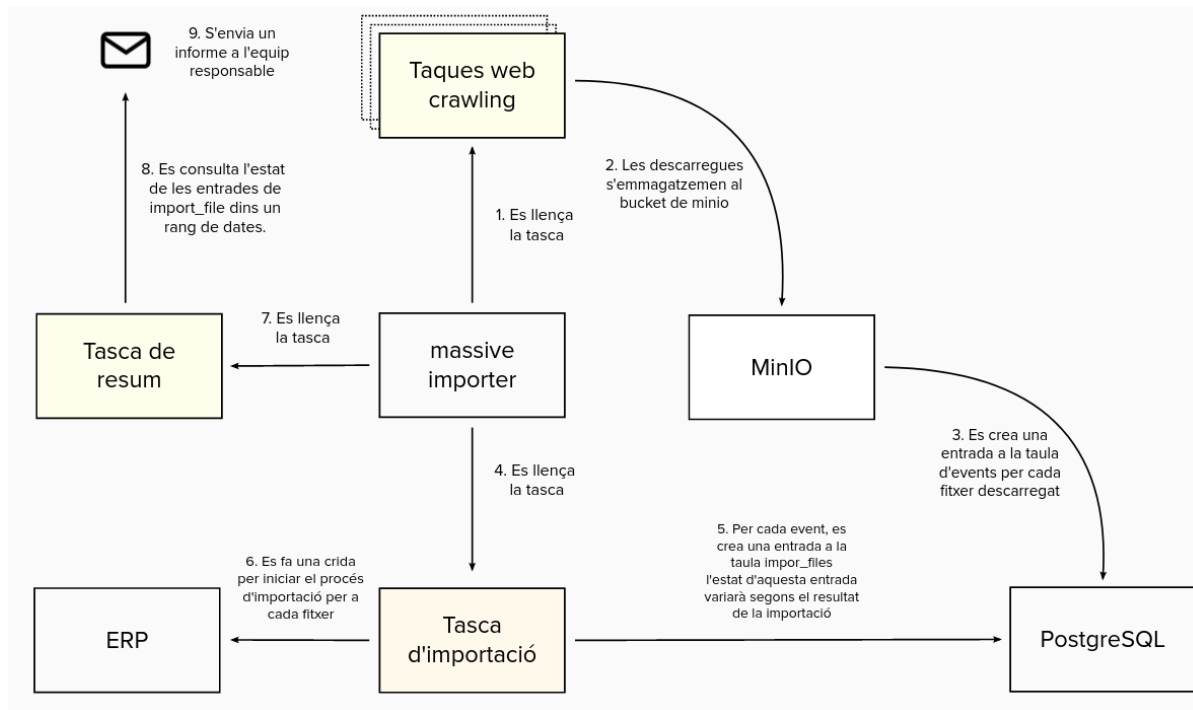 9. S'envia un
informe a l'equip
responsable
Taques web
crawling
8. Es consulta l'estat
de les entrades de
import_file dins un
rang de dates.
1. Es llença
la tasca
2. Les descarregues
s'emmagatzemen al
bucket de minio
Tasca de
resum
7. Es llença
la tasca
massive
importer
MinIO
3. Es crea una
entrada a la taula
d'events per cada
fitxer descarregat
4. Es llença
la tasca
5. Per cada event, es
crea una entrada a la
taula impor_files
l'estat d'aquesta entrada
variarà segons el resultat
de la importació
6. Es fa una crida
per iniciar el procés
d'importació per a
cada fitxer
ERP
Tasca
d'importació
PostgreSQL